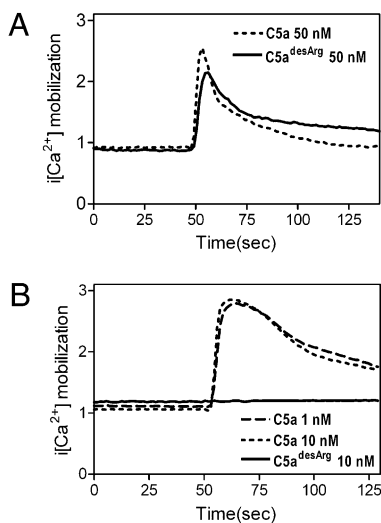 A
C5a 50 nM
C5a^desArg 50 nM
3
2
1
0
i[Ca²⁺] mobilization
0 25 50 75 100 125
Time(sec)
B
3
2
1
0
i[Ca²⁺] mobilization
C5a 1 nM
C5a 10 nM
C5a^desArg 10 nM
0 25 50 75 100 125
Time(sec)